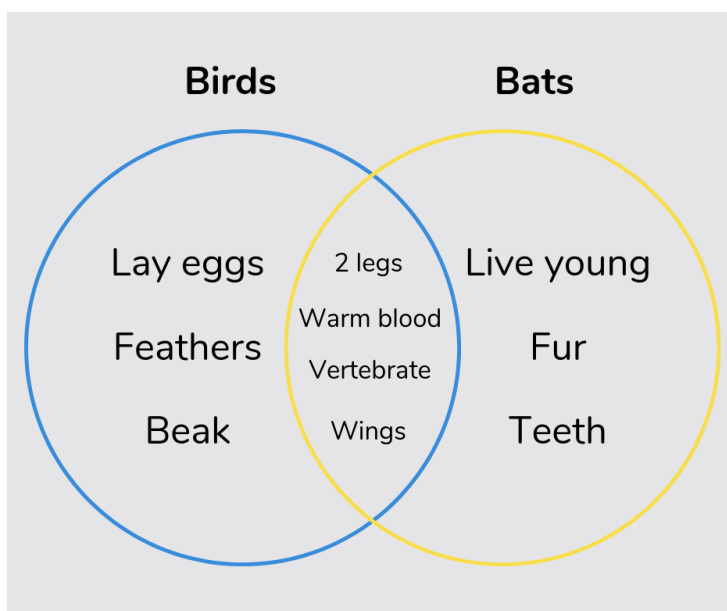 Birds
Bats
Lay eggs
Feathers
Beak
2 legs
Warm blood
Vertebrate
Wings
Live young
Fur
Teeth